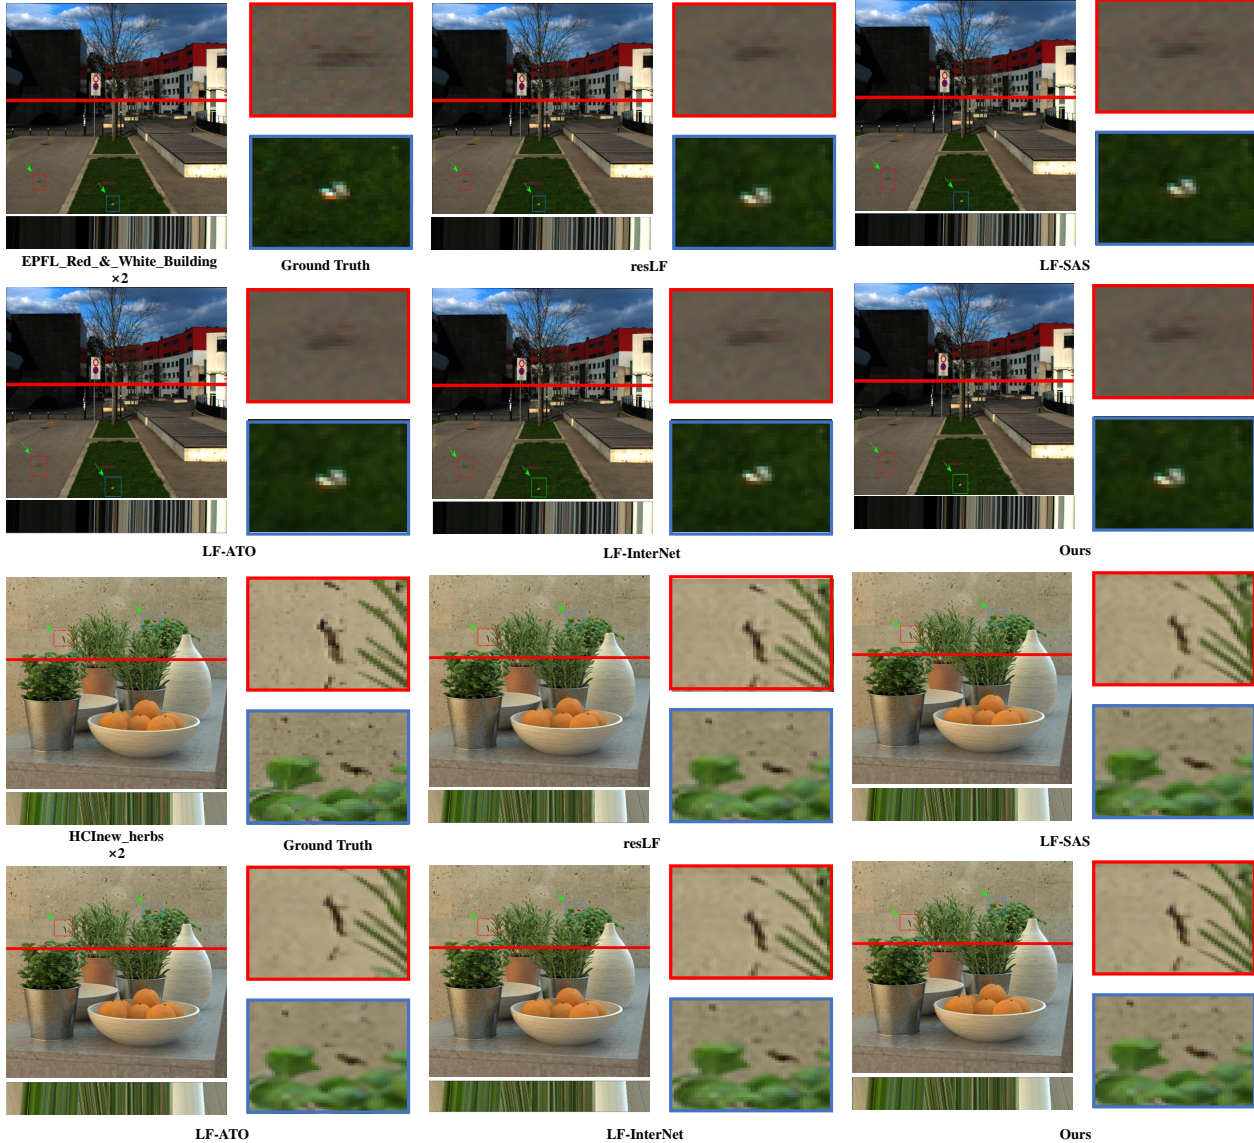 EPFL_Red_&_White_Building
×2
Ground Truth
resLF
LF-SAS
LF-ATO
LF-InterNet
Ours
HCInew_herbs
×2
Ground Truth
resLF
LF-SAS
LF-ATO
LF-InterNet
Ours